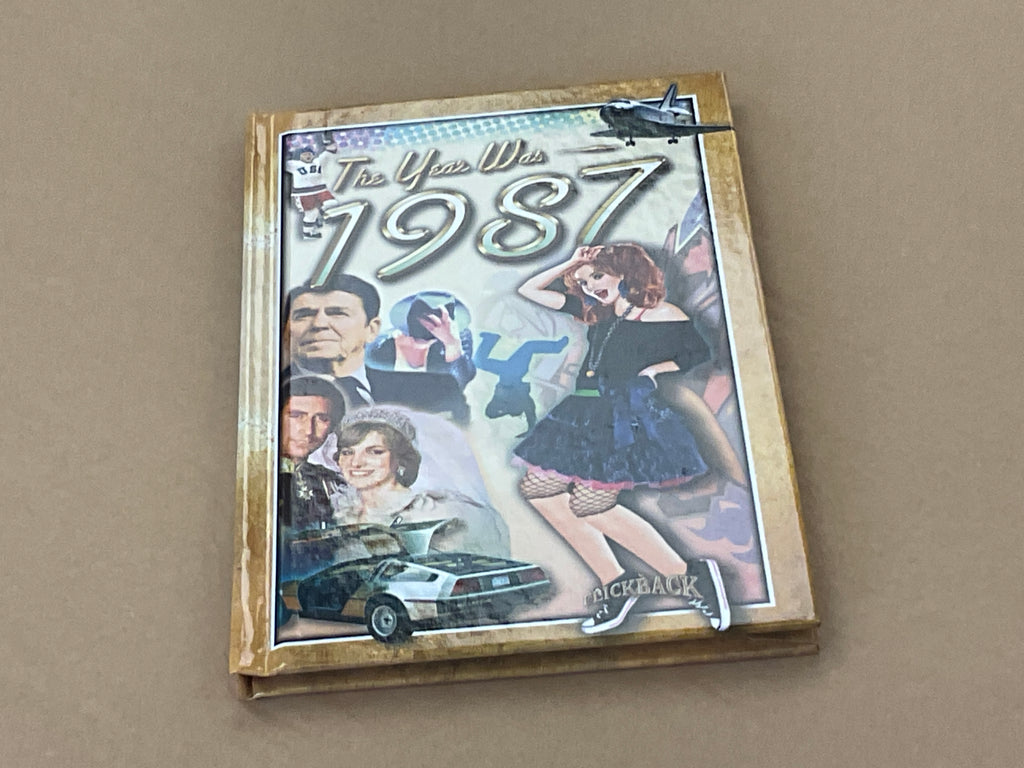 The Year Was
1987
USA
CLICKBACK